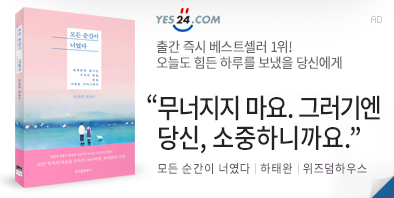 YES24.COM
AD
출간 즉시 베스트셀러 1위!
오늘도 힘든 하루를 보냈을 당신에게
“무너지지 마요. 그러기엔
당신, 소중하니까요.”
모든 순간이 너였다 | 하태완 | 위즈덤하우스
모든 순간이
너였다